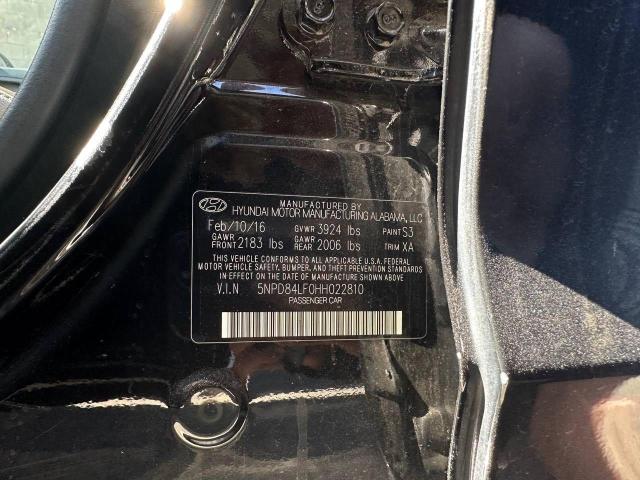 MANUFACTURED BY
HYUNDAI MOTOR MANUFACTURING ALABAMA, LLC
Feb/10/16 GVWR 3924 lbs PAINT S3
GAWR FRONT 2183 lbs GAWR REAR 2006 lbs TRIM XA
THIS VEHICLE CONFORMS TO ALL APPLICABLE U.S.A. FEDERAL
MOTOR VEHICLE SAFETY, BUMPER, AND THEFT PREVENTION STANDARDS
IN EFFECT ON THE DATE OF MANUFACTURE SHOWN ABOVE
V.I.N 5NPD84LF0HH022810
PASSENGER CAR